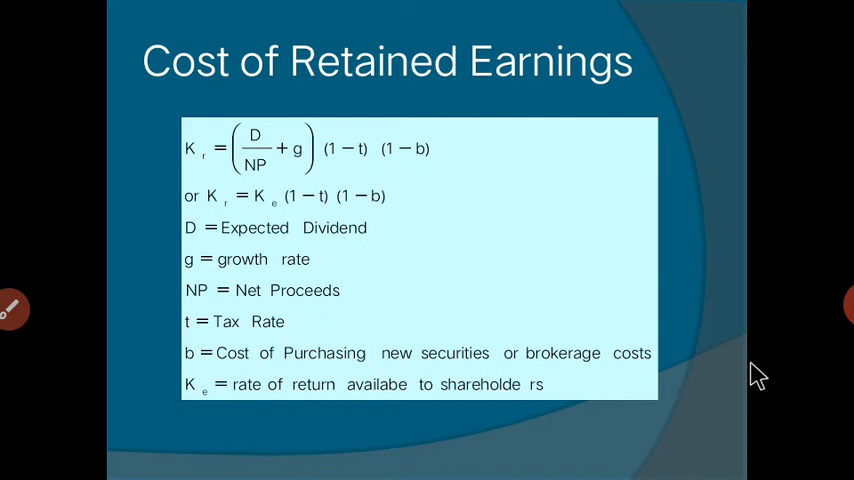 Cost of Retained Earnings
K r = (D/NP + g) (1 − t) (1 − b)
or K r = K e (1 − t) (1 − b)
D = Expected Dividend
g = growth rate
NP = Net Proceeds
t = Tax Rate
b = Cost of Purchasing new securities or brokerage costs
K e = rate of return availabe to shareholde rs